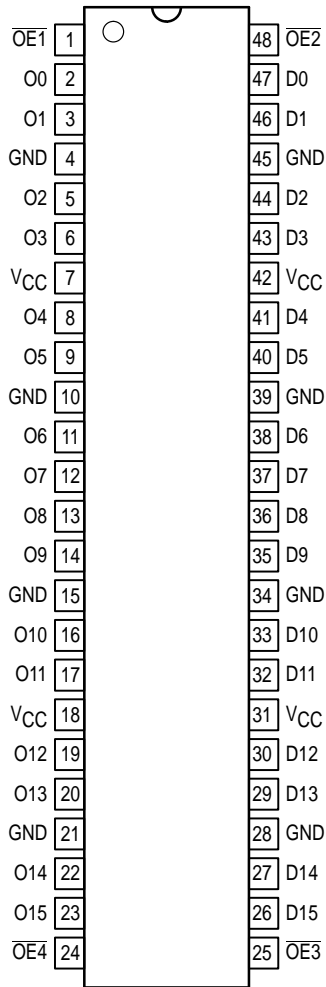 O̅E̅1̅ 1 48 O̅E̅2̅
O0 2 47 D0
O1 3 46 D1
GND 4 45 GND
O2 5 44 D2
O3 6 43 D3
VCC 7 42 VCC
O4 8 41 D4
O5 9 40 D5
GND 10 39 GND
O6 11 38 D6
O7 12 37 D7
O8 13 36 D8
O9 14 35 D9
GND 15 34 GND
O10 16 33 D10
O11 17 32 D11
VCC 18 31 VCC
O12 19 30 D12
O13 20 29 D13
GND 21 28 GND
O14 22 27 D14
O15 23 26 D15
O̅E̅4̅ 24 25 O̅E̅3̅